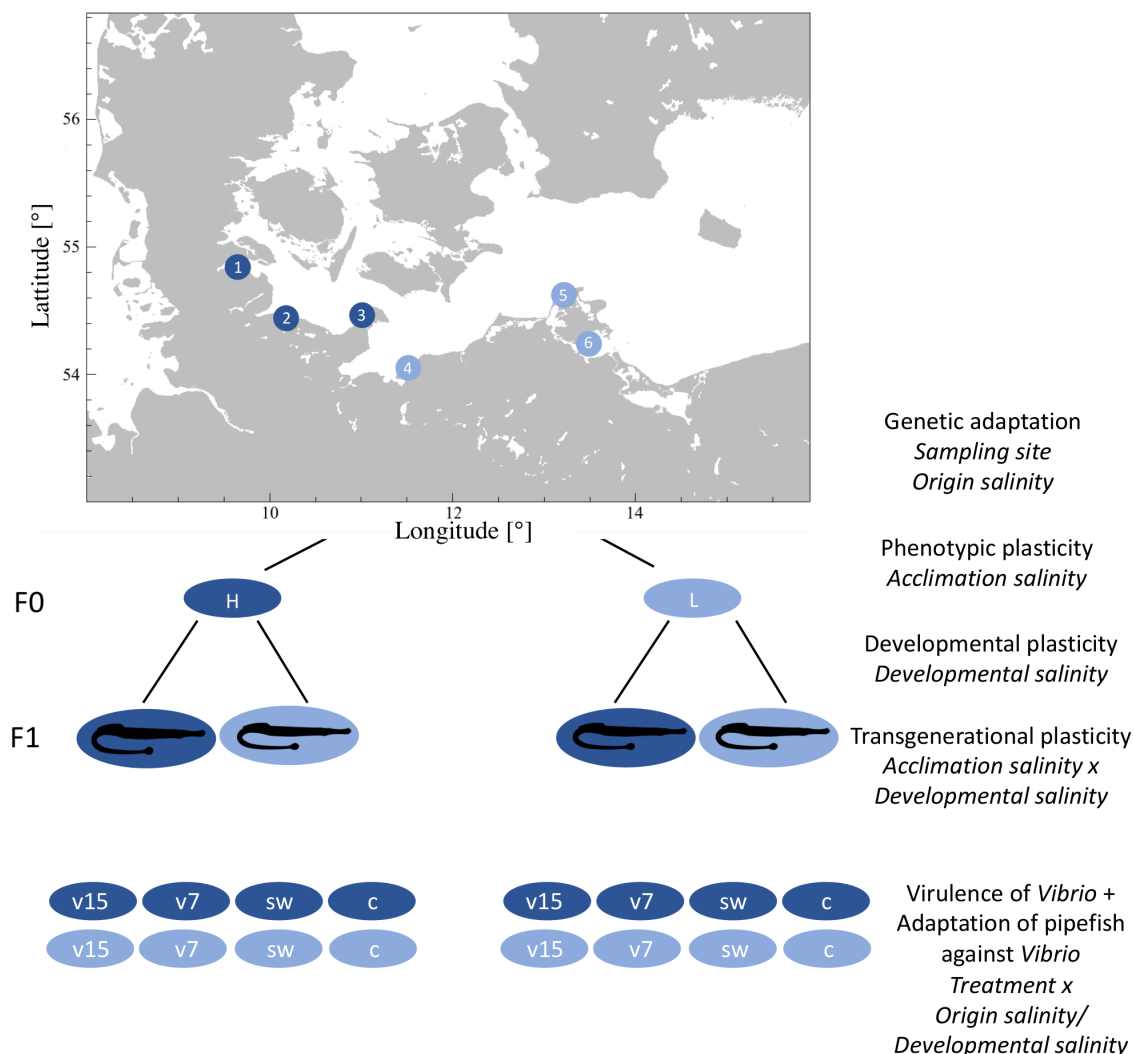 56
55
54
Lattitude [°]
1
2
3
4
5
6
10
12
14
Longitude [°]
Genetic adaptation
Sampling site
Origin salinity
F0
H
L
Phenotypic plasticity
Acclimation salinity
Developmental plasticity
Developmental salinity
F1
Transgenerational plasticity
Acclimation salinity x
Developmental salinity
v15 v7 sw c v15 v7 sw c
v15 v7 sw c v15 v7 sw c
Virulence of Vibrio +
Adaptation of pipefish
against Vibrio
Treatment x
Origin salinity/
Developmental salinity